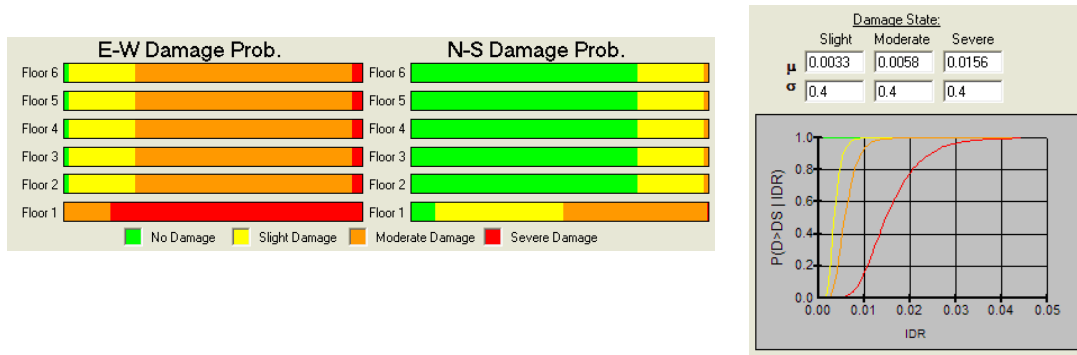 E-W Damage Prob.
Floor 6
Floor 5
Floor 4
Floor 3
Floor 2
Floor 1
N-S Damage Prob.
Floor 6
Floor 5
Floor 4
Floor 3
Floor 2
Floor 1
No Damage Slight Damage Moderate Damage Severe Damage
Damage State:
Slight Moderate Severe
μ 0.0033 0.0058 0.0156
σ 0.4 0.4 0.4
P(D>DS | IDR)
1.0
0.8
0.6
0.4
0.2
0.0
0.00 0.01 0.02 0.03 0.04 0.05
IDR